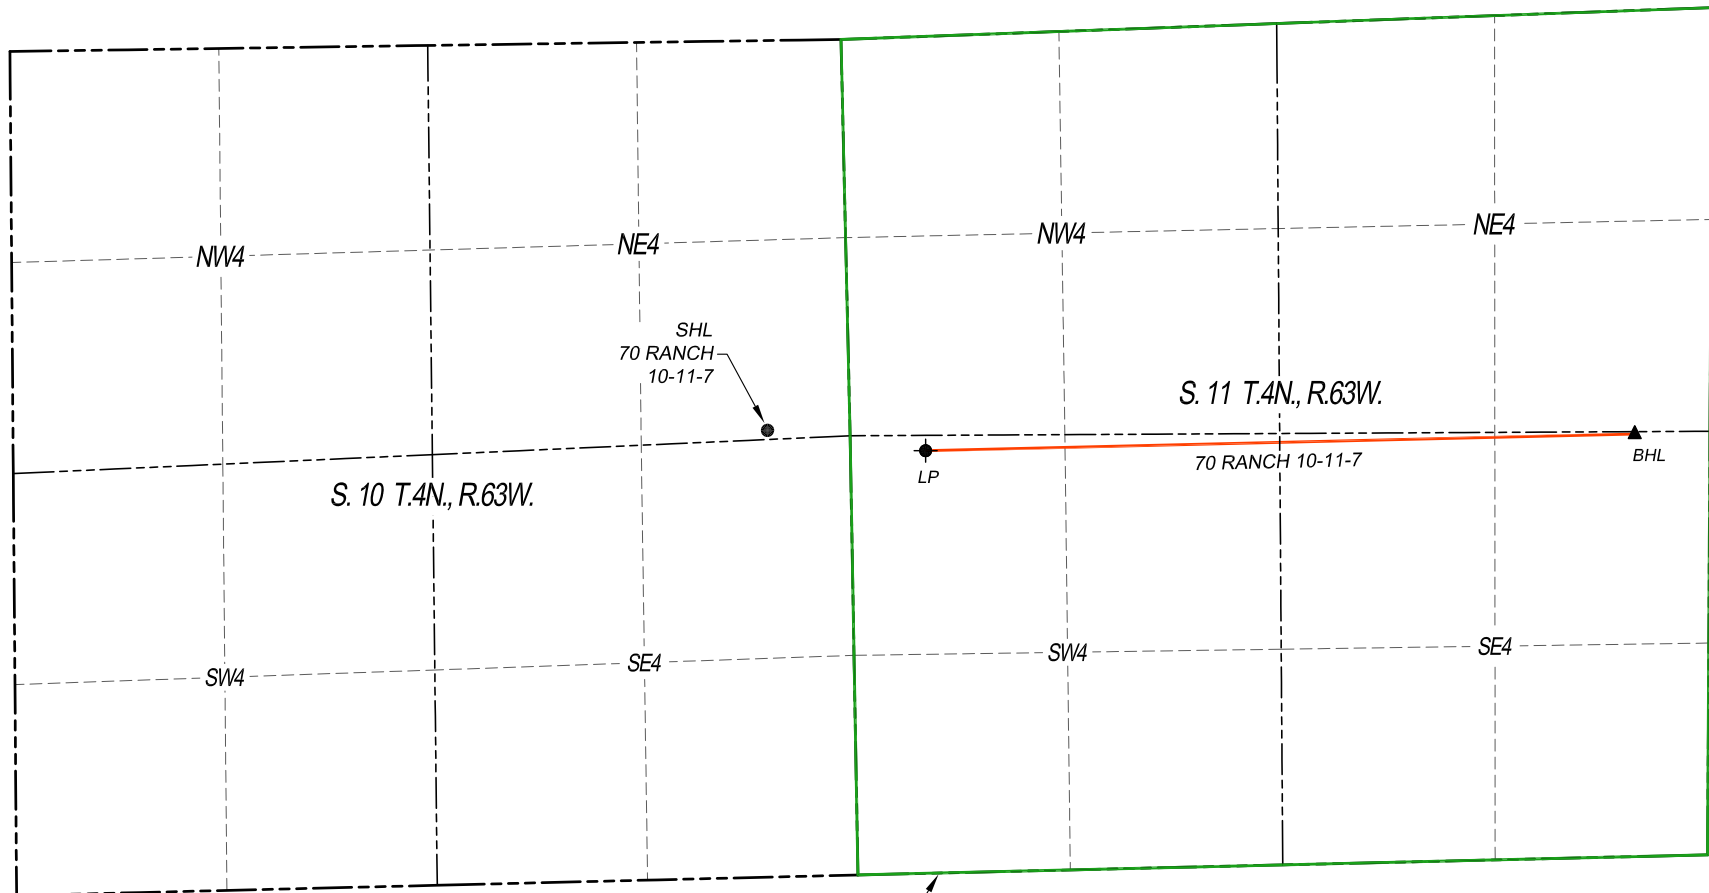 NW4
NE4
NW4
NE4
SHL
70 RANCH
10-11-7
S. 11 T.4N., R.63W.
70 RANCH 10-11-7
LP
BHL
S. 10 T.4N., R.63W.
SW4
SE4
SW4
SE4